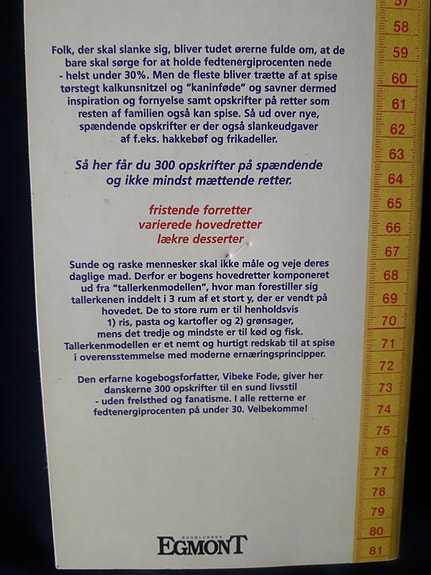 Folk, der skal slanke sig, bliver tudet ørerne fulde om, at de
bare skal sørge for at holde fedtenergiprocenten nede
- helst under 30%. Men de fleste bliver trætte af at spise
tørstegt kalkunsnitzel og "kaninføde" og savner dermed
inspiration og fornyelse samt opskrifter på retter som
resten af familien også kan spise. Så ud over nye,
spændende opskrifter er der også slankeudgaver
af f.eks. hakkebøf og frikadeller.
Så her får du 300 opskrifter på spændende
og ikke mindst mættende retter.
fristende forretter
varierede hovedretter
lækre desserter
Sunde og raske mennesker skal ikke måle og veje deres
daglige mad. Derfor er bogens hovedretter komponeret
ud fra "tallerkenmodellen", hvor man forestiller sig
tallerkenen inddelt i 3 rum af et stort y, der er vendt på
hovedet. De to store rum er til henholdsvis
1) ris, pasta og kartofler og 2) grønsager,
mens det tredje og mindste er til kød og fisk.
Tallerkenmodellen er et nemt og hurtigt redskab til at spise
i overensstemmelse med moderne ernæringsprincipper.
Den erfarne kogebogsforfatter, Vibeke Fode, giver her
danskerne 300 opskrifter til en sund livsstil
- uden frelsthed og fanatisme. I alle retterne er
fedtenergiprocenten på under 30. Velbekomme!
BOGKLUBBEN
EGMONT
57
58
59
60
61
62
63
64
65
66
67
68
69
70
71
72
73
74
75
76
77
78
79
80
81